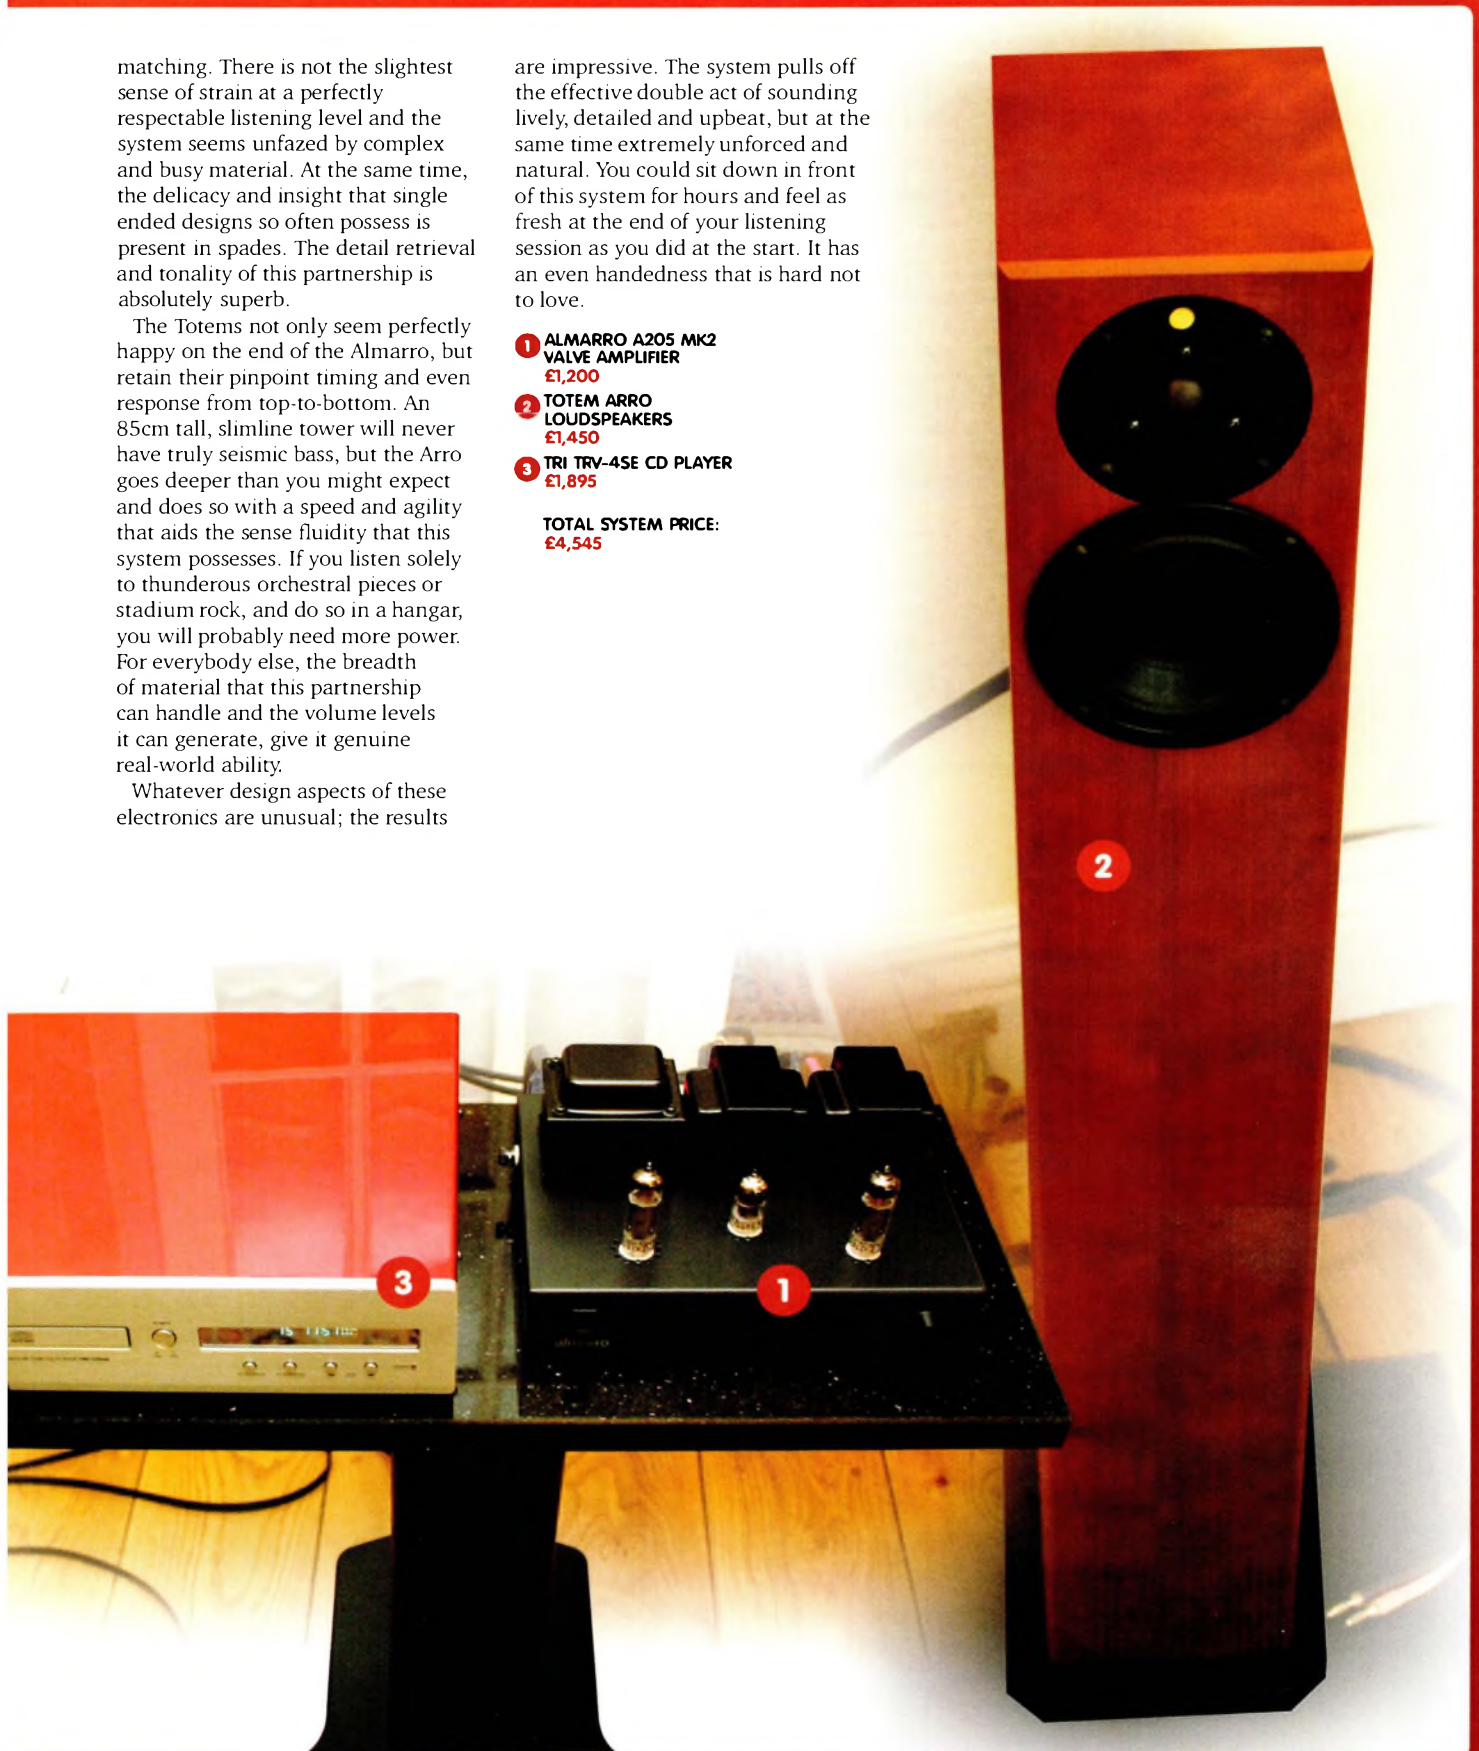 matching. There is not the slightest
sense of strain at a perfectly
respectable listening level and the
system seems unfazed by complex
and busy material. At the same time,
the delicacy and insight that single
ended designs so often possess is
present in spades. The detail retrieval
and tonality of this partnership is
absolutely superb.
The Totems not only seem perfectly
happy on the end of the Almarro, but
retain their pinpoint timing and even
response from top-to-bottom. An
85cm tall, slimline tower will never
have truly seismic bass, but the Arro
goes deeper than you might expect
and does so with a speed and agility
that aids the sense fluidity that this
system possesses. If you listen solely
to thunderous orchestral pieces or
stadium rock, and do so in a hangar,
you will probably need more power.
For everybody else, the breadth
of material that this partnership
can handle and the volume levels
it can generate, give it genuine
real-world ability.
Whatever design aspects of these
electronics are unusual; the results
are impressive. The system pulls off
the effective double act of sounding
lively, detailed and upbeat, but at the
same time extremely unforced and
natural. You could sit down in front
of this system for hours and feel as
fresh at the end of your listening
session as you did at the start. It has
an even handedness that is hard not
to love.
1 ALMARRO A205 MK2
VALVE AMPLIFIER
£1,200
2 TOTEM ARRO
LOUDSPEAKERS
£1,450
3 TRI TRV-4SE CD PLAYER
£1,895
TOTAL SYSTEM PRICE:
£4,545
2
3
1